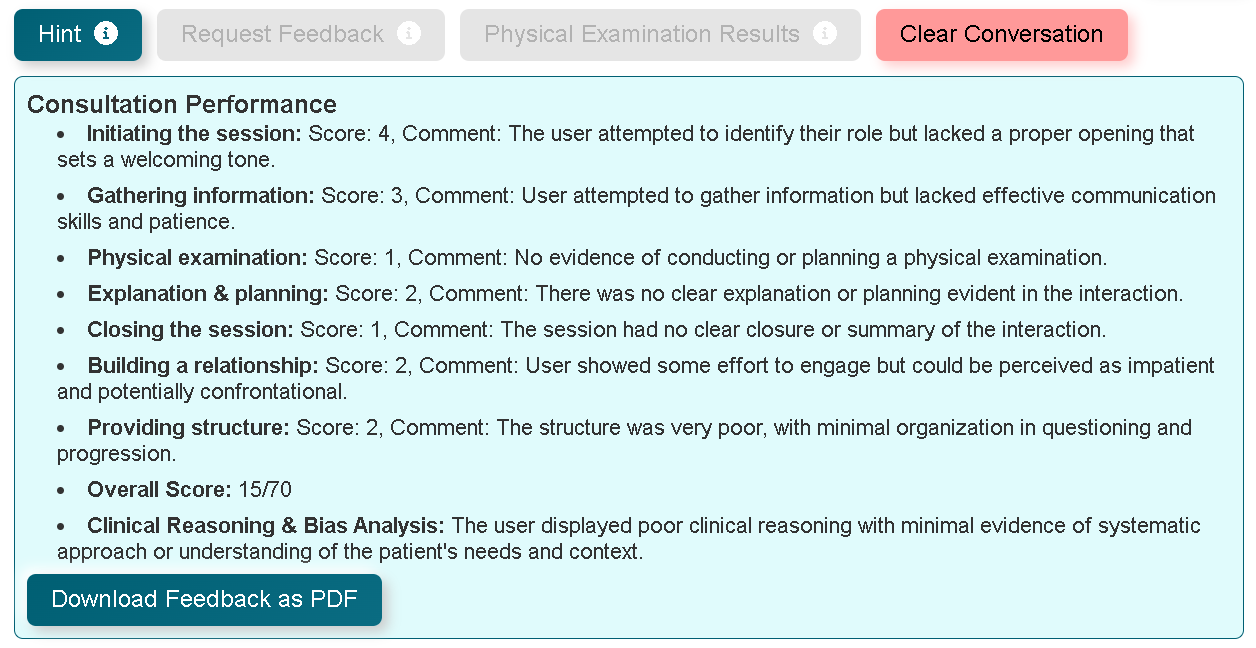 Hint
Request Feedback
Physical Examination Results
Clear Conversation
Consultation Performance
• Initiating the session: Score: 4, Comment: The user attempted to identify their role but lacked a proper opening that
sets a welcoming tone.
• Gathering information: Score: 3, Comment: User attempted to gather information but lacked effective communication
skills and patience.
• Physical examination: Score: 1, Comment: No evidence of conducting or planning a physical examination.
• Explanation & planning: Score: 2, Comment: There was no clear explanation or planning evident in the interaction.
• Closing the session: Score: 1, Comment: The session had no clear closure or summary of the interaction.
• Building a relationship: Score: 2, Comment: User showed some effort to engage but could be perceived as impatient
and potentially confrontational.
• Providing structure: Score: 2, Comment: The structure was very poor, with minimal organization in questioning and
progression.
• Overall Score: 15/70
• Clinical Reasoning & Bias Analysis: The user displayed poor clinical reasoning with minimal evidence of systematic
approach or understanding of the patient's needs and context.
Download Feedback as PDF